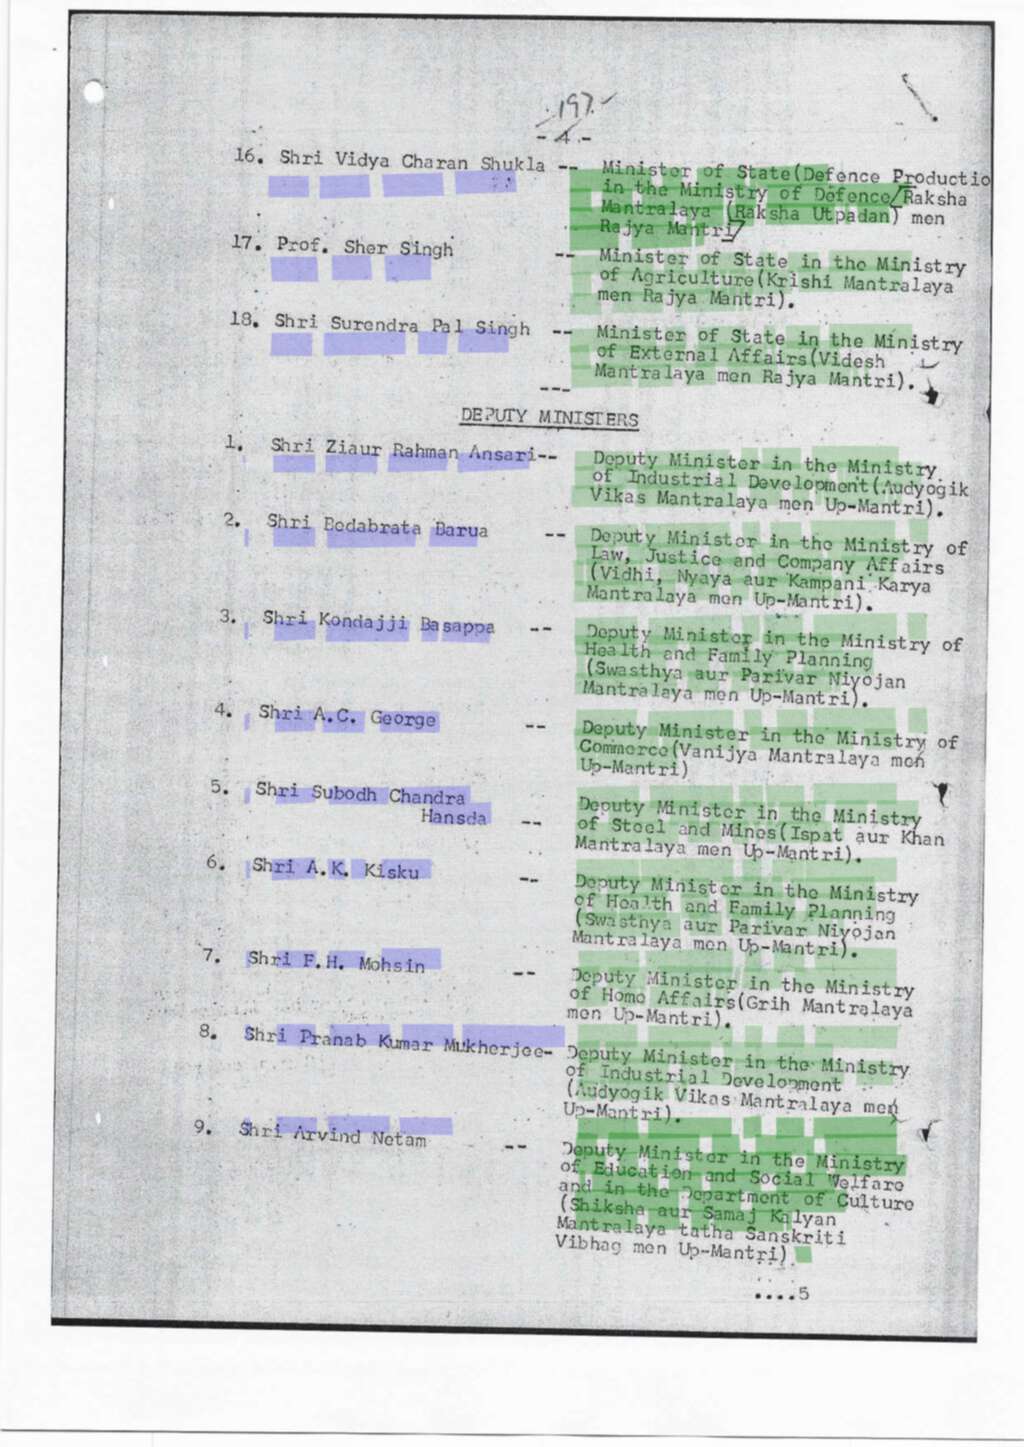 197.
- 4 -
16. Shri Vidya Charan Shukla -- Minister of State(Defence Productio
in the Ministry of Defence/Raksha
Mantralaya (Raksha Utpadan) men
Rajya Mantri/
17. Prof. Sher Singh -- Minister of State in the Ministry
of Agriculture(Krishi Mantralaya
men Rajya Mantri).
18. Shri Surendra Pal Singh -- Minister of State in the Ministry
of External Affairs(Videsh
Mantralaya men Rajya Mantri).
---
DEPUTY MINISTERS
1. Shri Ziaur Rahman Ansari-- Deputy Minister in the Ministry
of Industrial Development(Audyogik
Vikas Mantralaya men Up-Mantri).
2. Shri Bedabrata Barua -- Deputy Minister in the Ministry of
Law, Justice and Company Affairs
(Vidhi, Nyaya aur Kampani Karya
Mantralaya men Up-Mantri).
3. Shri Kondajji Basappa -- Deputy Minister in the Ministry of
Health and Family Planning
(Swasthya aur Parivar Niyojan
Mantralaya men Up-Mantri).
4. Shri A.C. George -- Deputy Minister in the Ministry of
Commerce(Vanijya Mantralaya men
Up-Mantri)
5. Shri Subodh Chandra
Hansda -- Deputy Minister in the Ministry
of Steel and Mines(Ispat aur Khan
Mantralaya men Up-Mantri).
6. Shri A.K. Kisku -- Deputy Minister in the Ministry
of Health and Family Planning
(Swasthya aur Parivar Niyojan
Mantralaya men Up-Mantri).
7. Shri F.H. Mohsin -- Deputy Minister in the Ministry
of Home Affairs(Grih Mantralaya
men Up-Mantri).
8. Shri Pranab Kumar Mukherjee- Deputy Minister in the Ministry
of Industrial Development
(Audyogik Vikas Mantralaya men
Up-Mantri).
9. Shri Arvind Netam -- Deputy Minister in the Ministry
of Education and Social Welfare
and in the Department of Culture
(Shiksha aur Samaj Kalyan
Mantralaya tatha Sanskriti
Vibhag men Up-Mantri)
....5